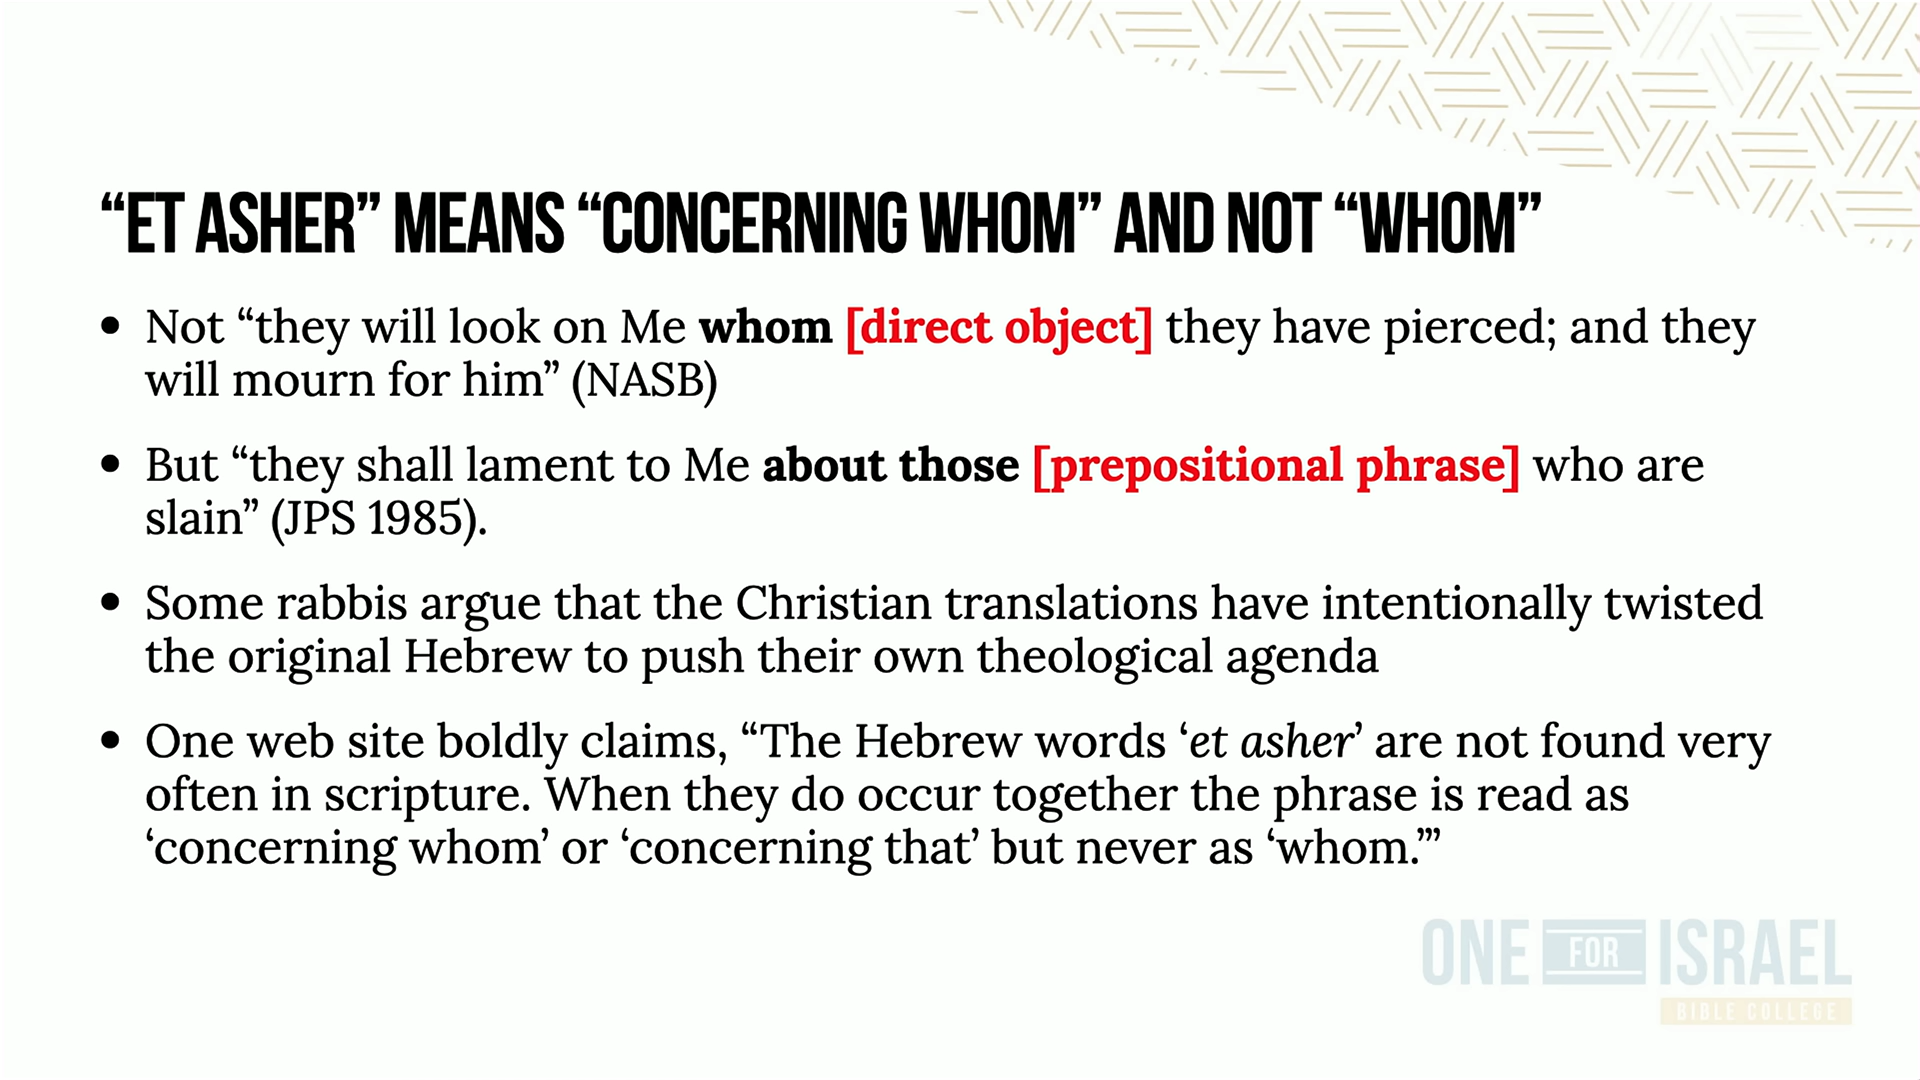 “ET ASHER” MEANS “CONCERNING WHOM” AND NOT “WHOM”
• Not “they will look on Me whom [direct object] they have pierced; and they
will mourn for him” (NASB)
• But “they shall lament to Me about those [prepositional phrase] who are
slain” (JPS 1985).
• Some rabbis argue that the Christian translations have intentionally twisted
the original Hebrew to push their own theological agenda
• One web site boldly claims, “The Hebrew words ‘et asher’ are not found very
often in scripture. When they do occur together the phrase is read as
‘concerning whom’ or ‘concerning that’ but never as ‘whom.’”
ONE FOR ISRAEL
BIBLE COLLEGE